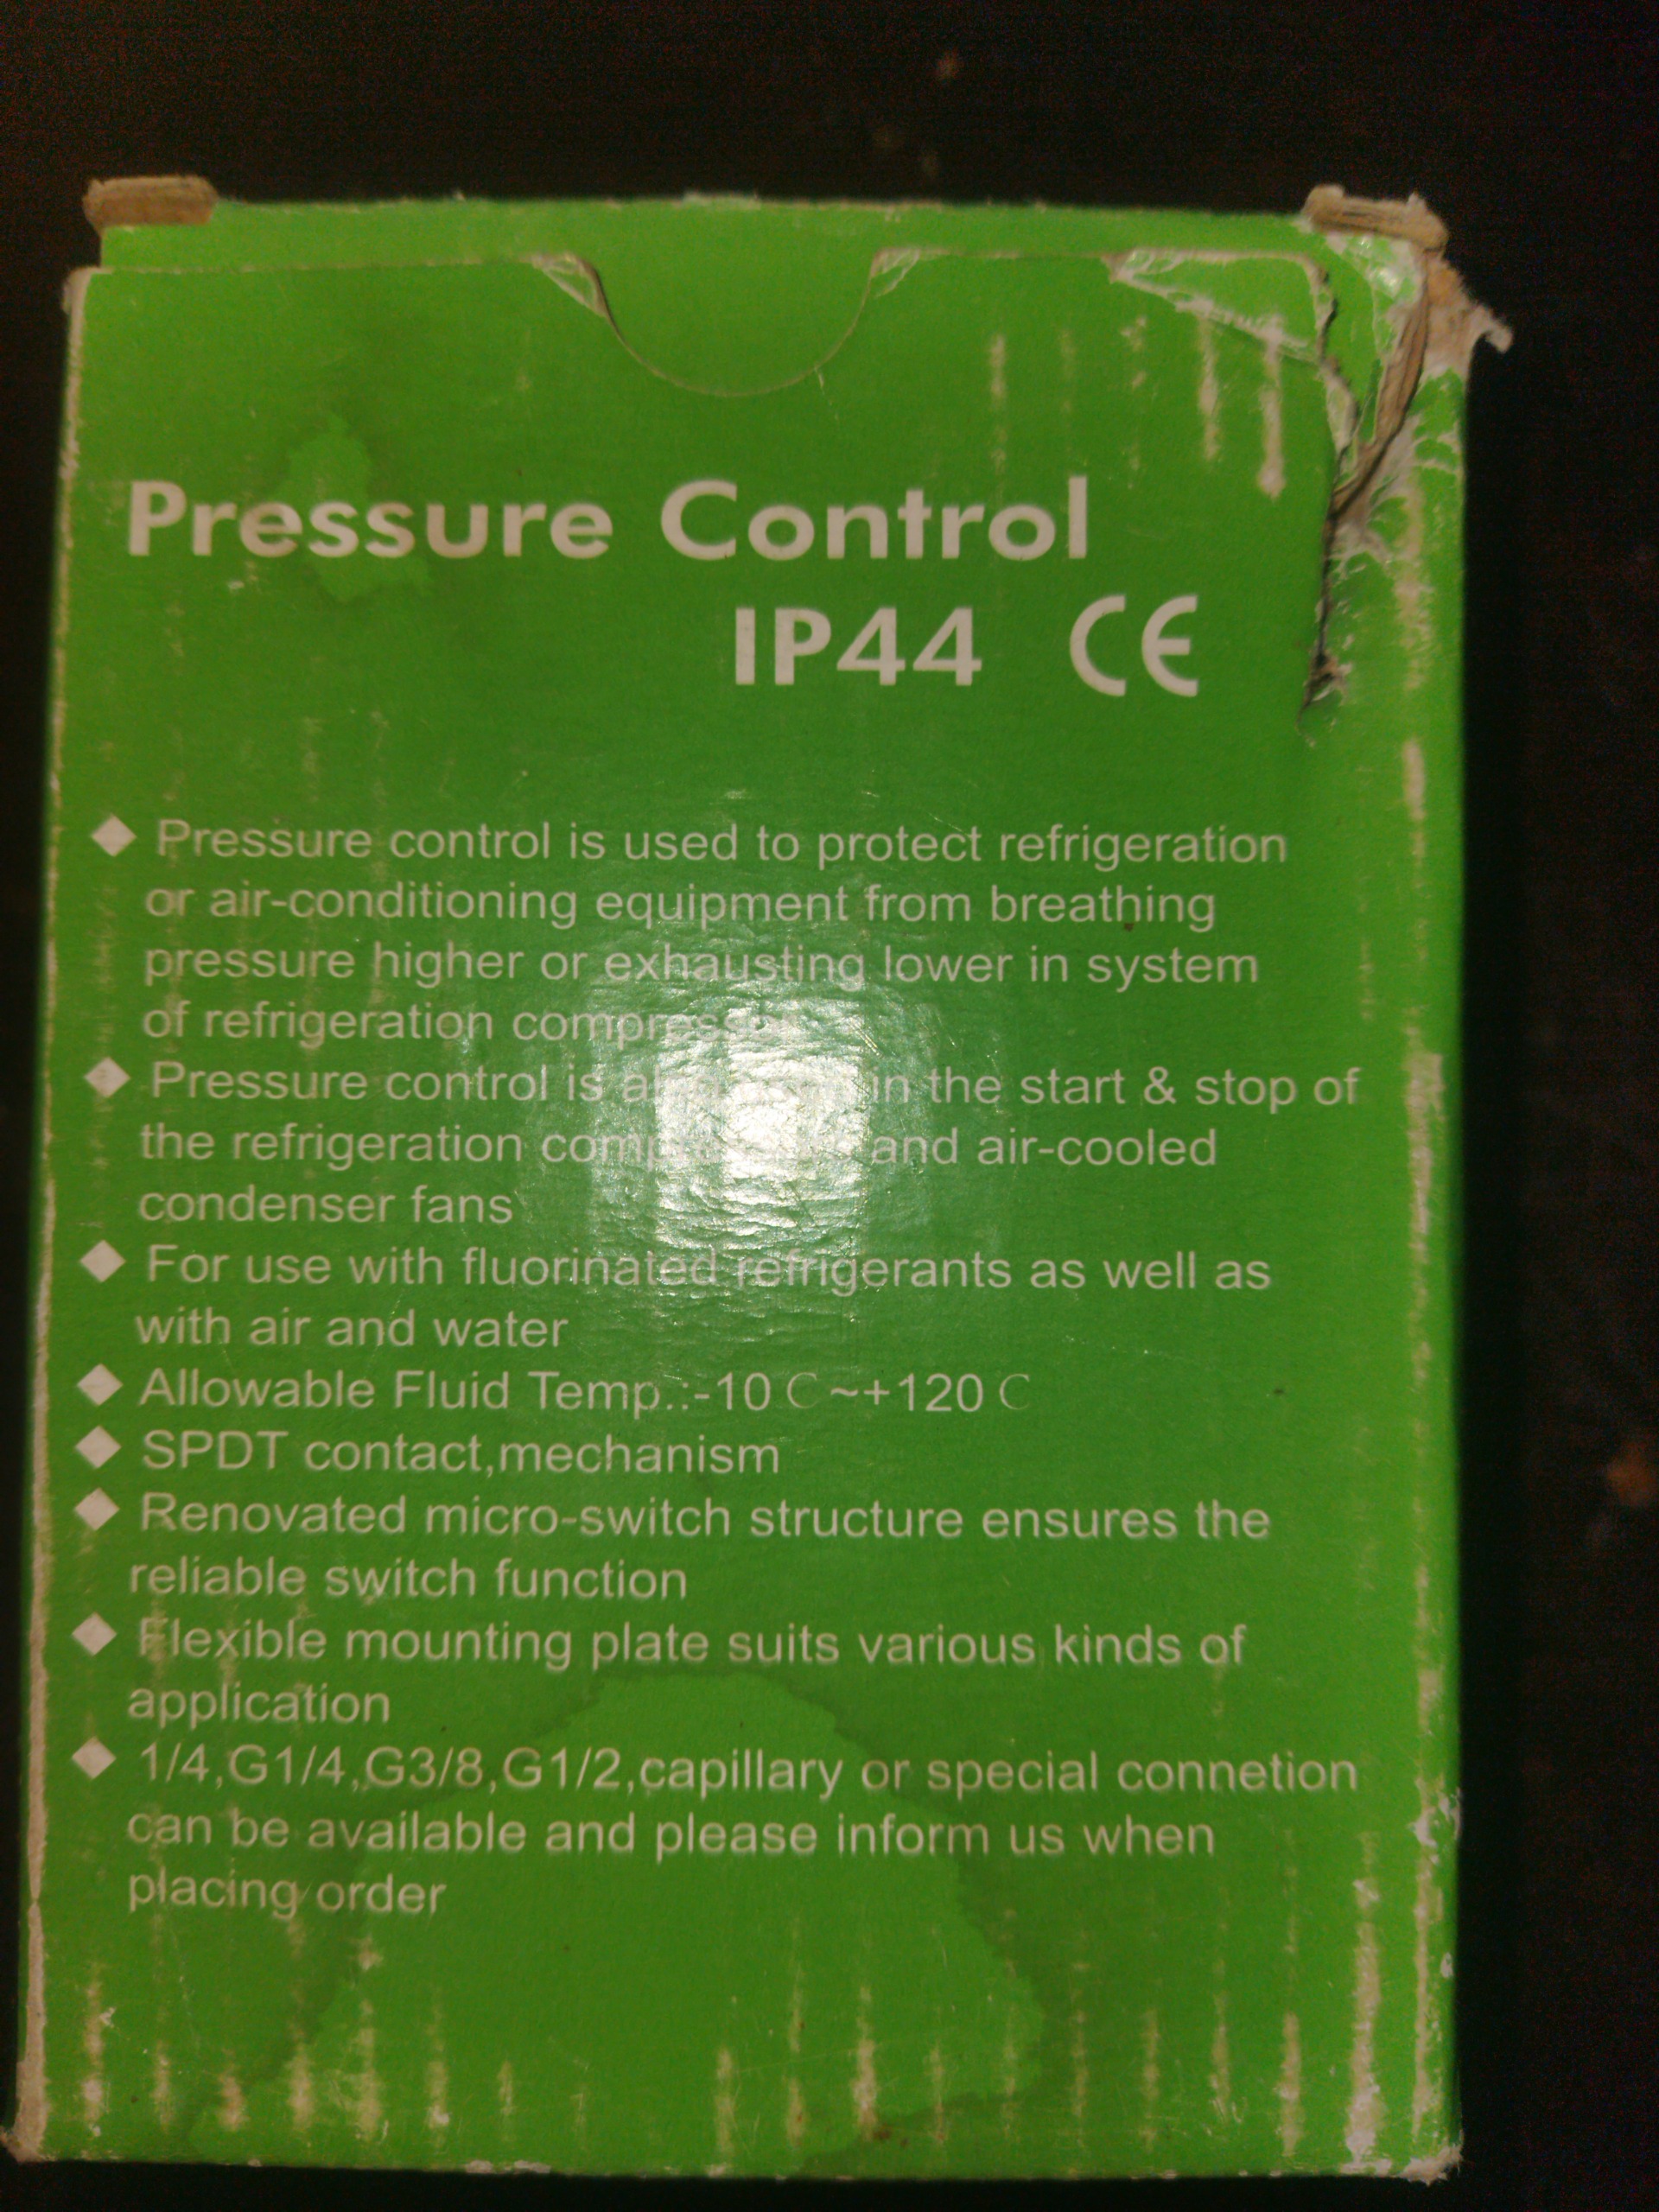 Pressure Control
IP44 CE
Pressure control is used to protect refrigeration
or air-conditioning equipment from breathing
pressure higher or exhausting lower in system
of refrigeration compressor
Pressure control is in the start & stop of
the refrigeration and air-cooled
condenser fans
For use with fluorinated refrigerants as well as
with air and water
Allowable Fluid Temp.:-10 C ~+120 C
SPDT contact,mechanism
Renovated micro-switch structure ensures the
reliable switch function
Flexible mounting plate suits various kinds of
application
1/4,G1/4,G3/8,G1/2,capillary or special connetion
can be available and please inform us when
placing order